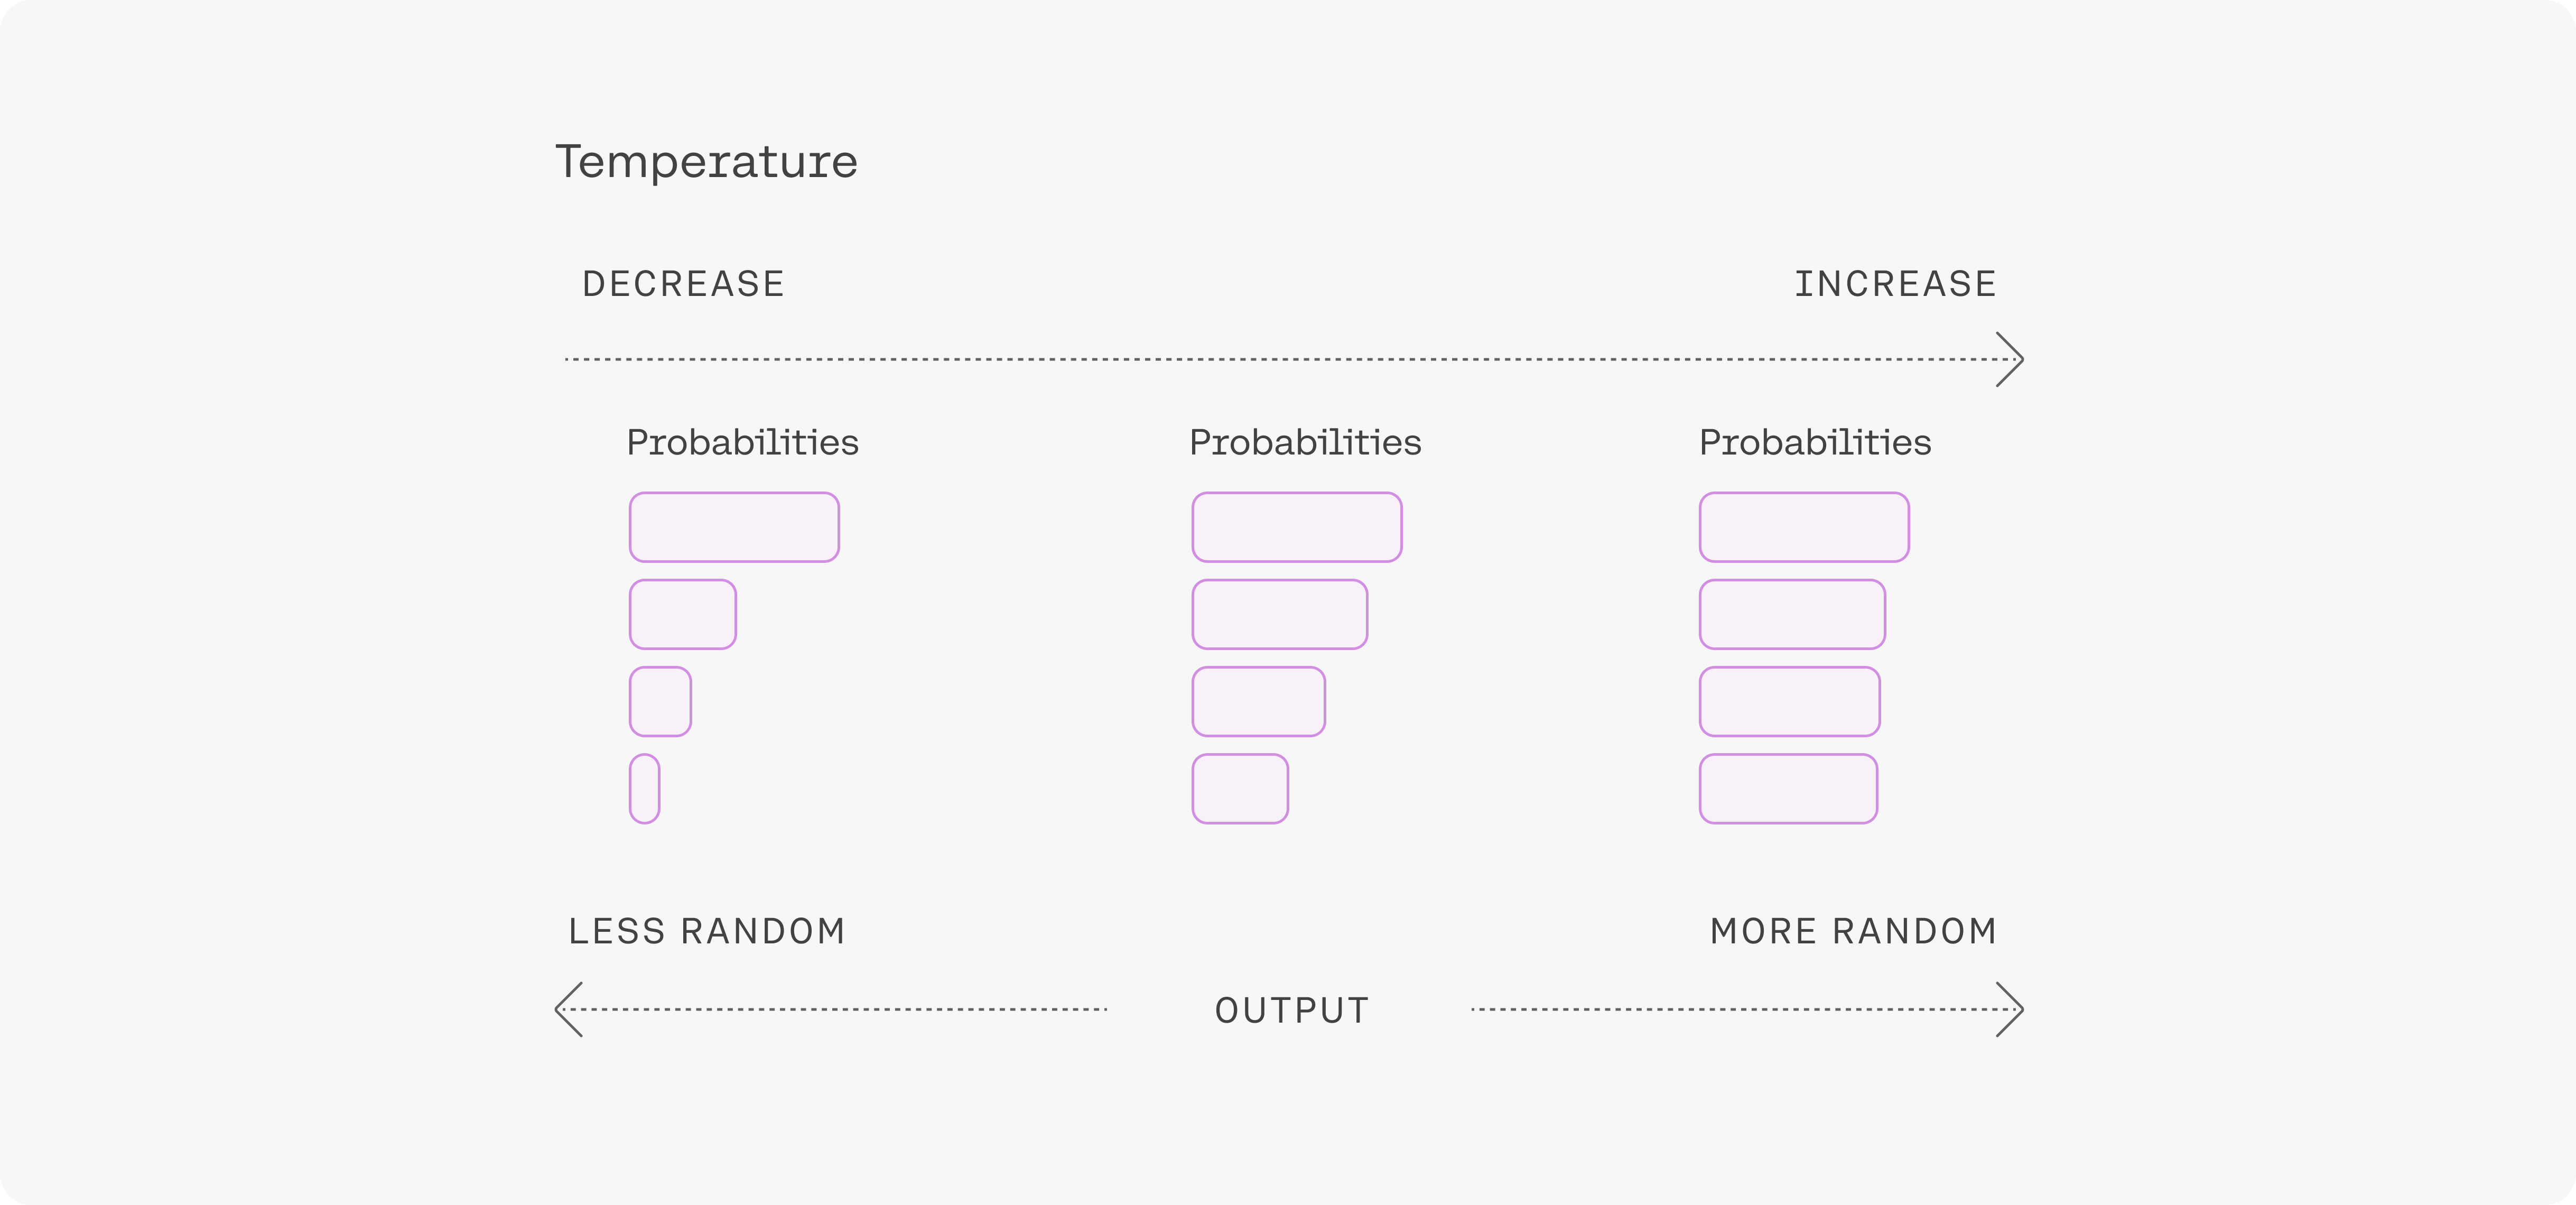 Temperature
DECREASE INCREASE
Probabilities Probabilities Probabilities
LESS RANDOM MORE RANDOM
OUTPUT